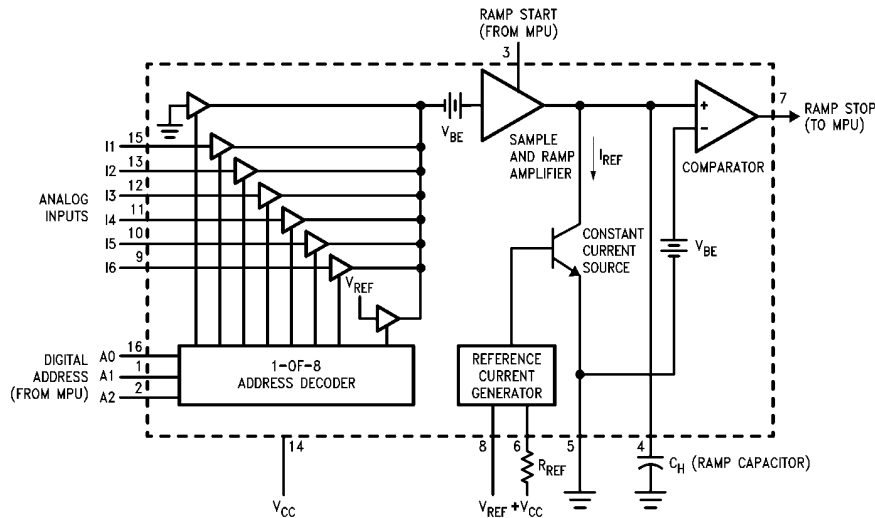 RAMP START
(FROM MPU)
3
7
RAMP STOP
(TO MPU)
+
−
VBE
SAMPLE
AND RAMP
AMPLIFIER
IREF
COMPARATOR
ANALOG
INPUTS
I1 15
I2 13
I3 12
I4 11
I5 10
I6 9
CONSTANT
CURRENT
SOURCE
VBE
VREF
DIGITAL
ADDRESS
(FROM MPU)
A0 16
A1 1
A2 2
1-OF-8
ADDRESS DECODER
REFERENCE
CURRENT
GENERATOR
14
8
6
5
4
RREF
CH (RAMP CAPACITOR)
VCC
VREF
+VCC